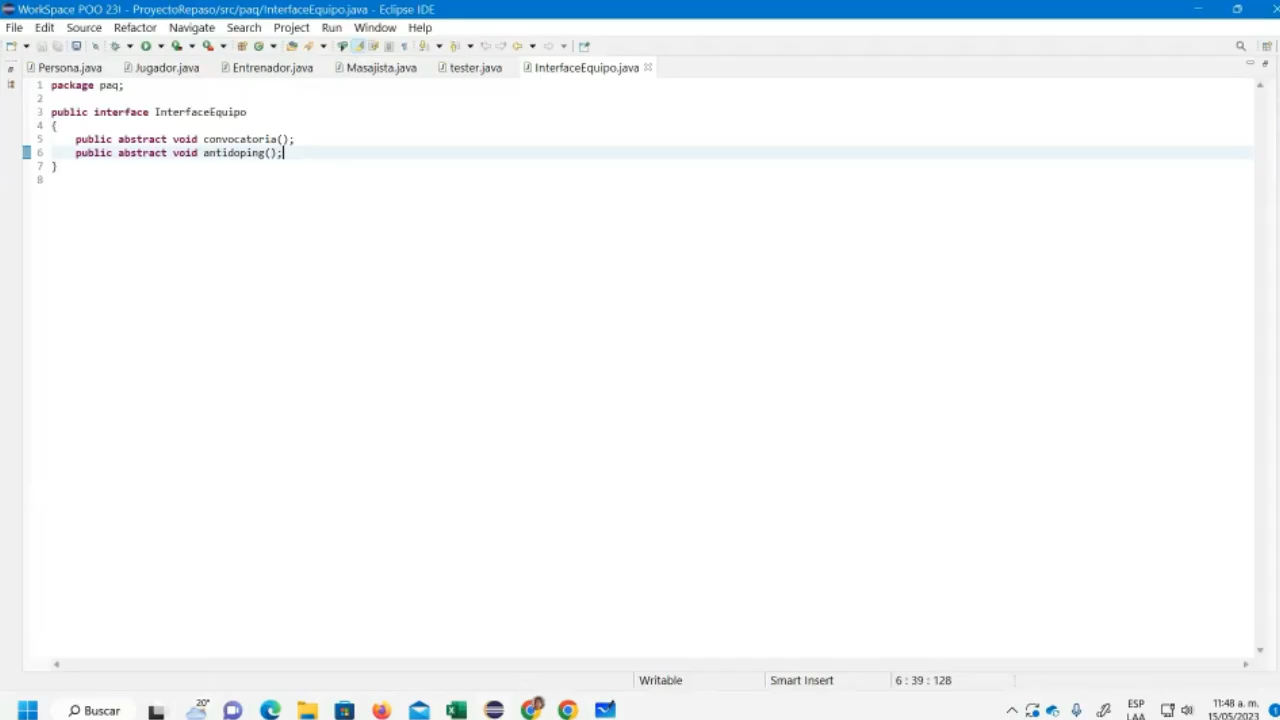 WorkSpace POO 23I - ProyectoRepaso/src/paq/InterfaceEquipo.java - Eclipse IDE
File Edit Source Refactor Navigate Search Project Run Window Help
Persona.java Jugador.java Entrenador.java Masajista.java tester.java InterfaceEquipo.java
1 package paq;
2
3 public interface InterfaceEquipo
4 {
5 public abstract void convocatoria();
6 public abstract void antidoping();
7 }
8
Writable Smart Insert 6 : 39 : 128
20°
Buscar
ESP
LAA
11:48 a. m.
15/05/2023